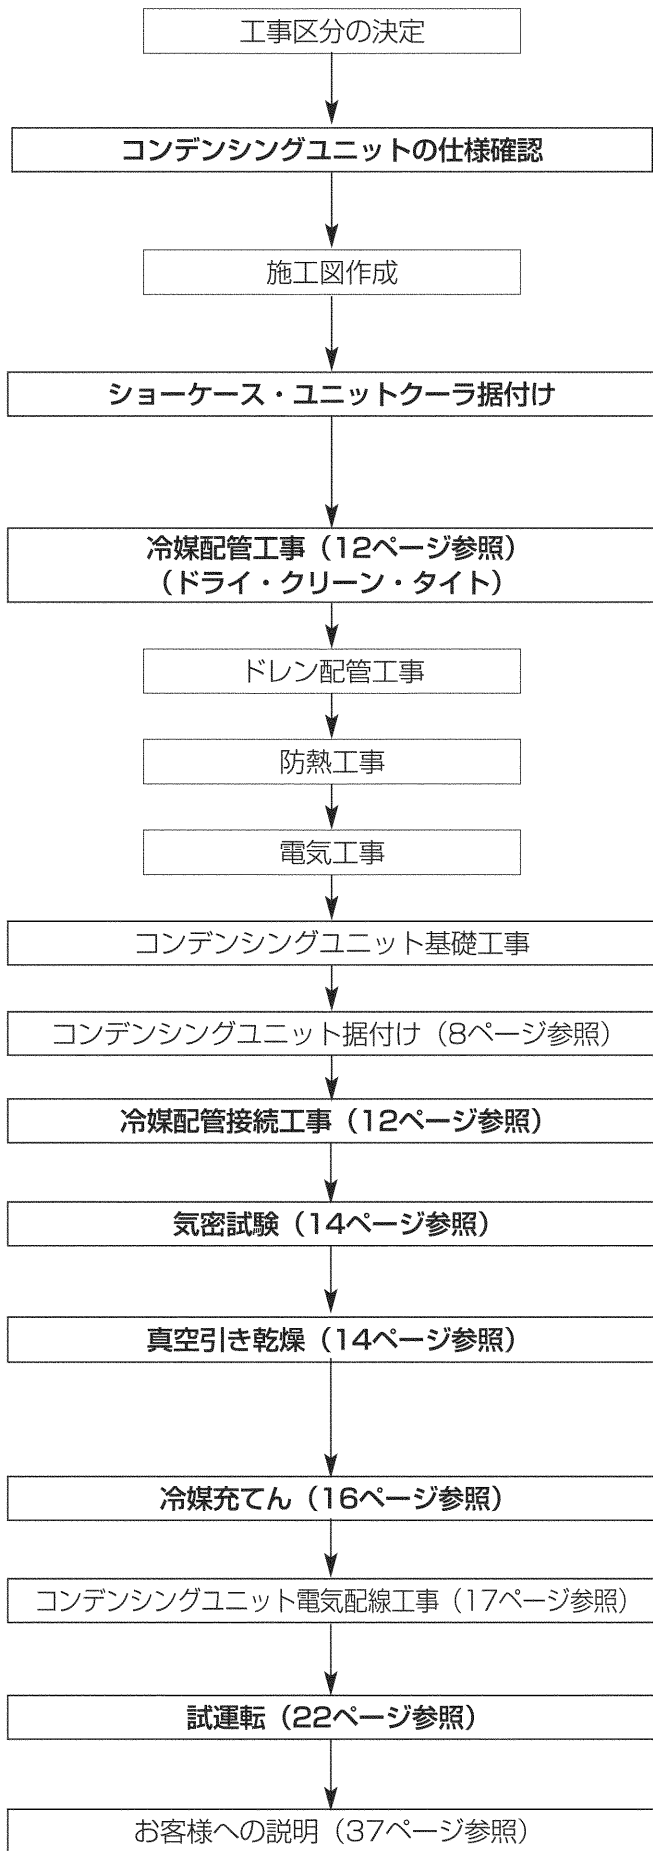 工事区分の決定
コンデンシングユニットの仕様確認
施工図作成
ショーケース・ユニットクーラ据付け
冷媒配管工事（12ページ参照）
（ドライ・クリーン・タイト）
ドレン配管工事
防熱工事
電気工事
コンデンシングユニット基礎工事
コンデンシングユニット据付け（8ページ参照）
冷媒配管接続工事（12ページ参照）
気密試験（14ページ参照）
真空引き乾燥（14ページ参照）
冷媒充てん（16ページ参照）
コンデンシングユニット電気配線工事（17ページ参照）
試運転（22ページ参照）
お客様への説明（37ページ参照）